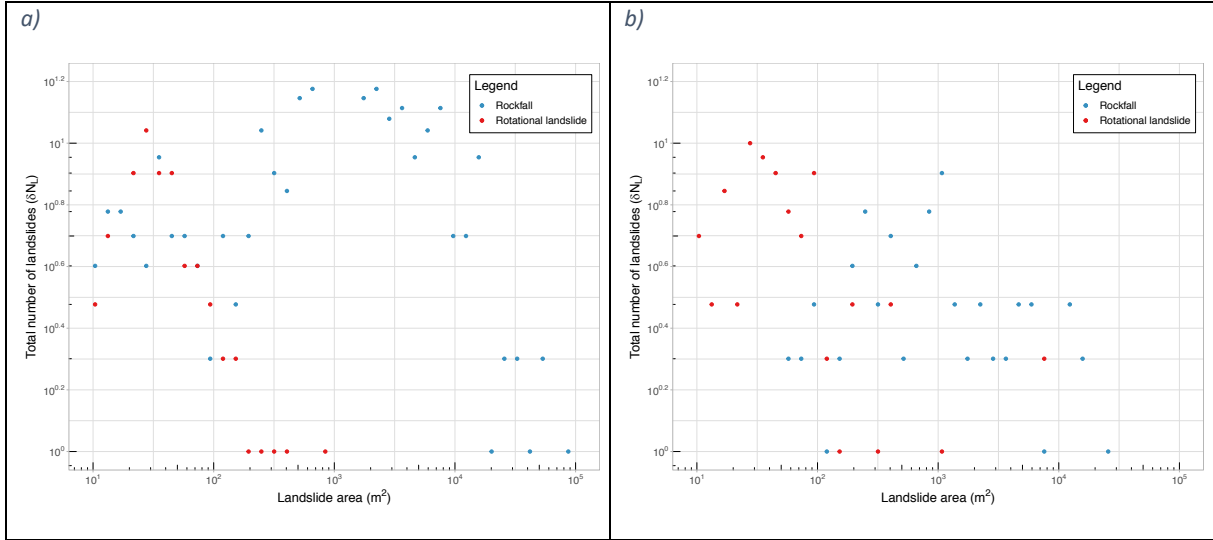 a)
Total number of landslides (δN_L)
10^1.2
10^1
10^0.8
10^0.6
10^0.4
10^0.2
10^0
10^1
10^2
10^3
10^4
10^5
Landslide area (m²)
Legend
Rockfall
Rotational landslide
b)
Total number of landslides (δN_L)
10^1.2
10^1
10^0.8
10^0.6
10^0.4
10^0.2
10^0
10^1
10^2
10^3
10^4
10^5
Landslide area (m²)
Legend
Rockfall
Rotational landslide